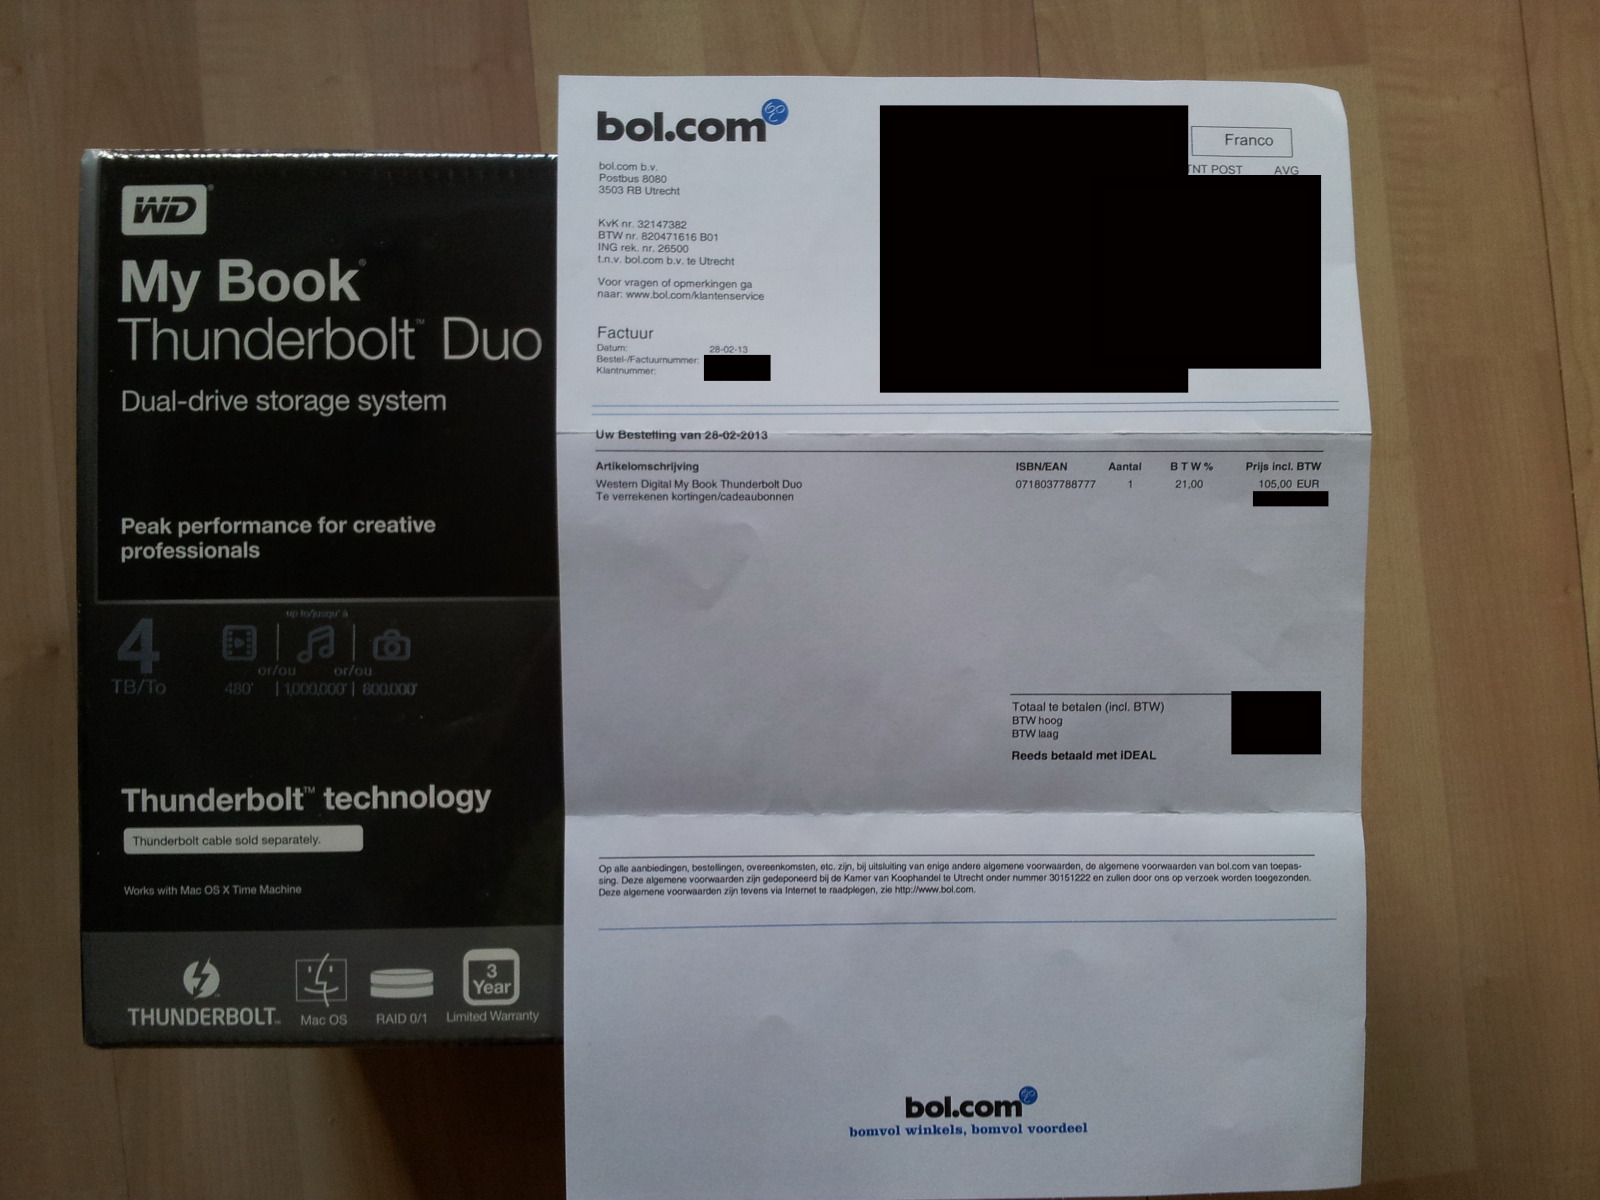 WD
My Book®
Thunderbolt™ Duo
Dual-drive storage system
Peak performance for creative
professionals
up to/jusqu'à
4
TB/To
or/ou or/ou
480* | 1,000,000* | 800,000*
Thunderbolt™ technology
Thunderbolt cable sold separately.
Works with Mac OS X Time Machine
THUNDERBOLT™
Mac OS
RAID 0/1
3
Year
Limited Warranty
bol.com
Franco
TNT POST AVG
bol.com b.v.
Postbus 8080
3503 RB Utrecht
KvK nr. 32147382
BTW nr. 820471616 B01
ING rek. nr. 26500
t.n.v. bol.com b.v. te Utrecht
Voor vragen of opmerkingen ga
naar: www.bol.com/klantenservice
Factuur
Datum: 28-02-13
Bestel-/Factuurnummer:
Klantnummer:
Uw Bestelling van 28-02-2013
Artikelomschrijving ISBN/EAN Aantal B T W % Prijs incl. BTW
Western Digital My Book Thunderbolt Duo 0718037788777 1 21,00 105,00 EUR
Te verrekenen kortingen/cadeaubonnen
Totaal te betalen (incl. BTW)
BTW hoog
BTW laag
Reeds betaald met iDEAL
Op alle aanbiedingen, bestellingen, overeenkomsten, etc. zijn, bij uitsluiting van enige andere algemene voorwaarden, de algemene voorwaarden van bol.com van toepas-
sing. Deze algemene voorwaarden zijn gedeponeerd bij de Kamer van Koophandel te Utrecht onder nummer 30151222 en zullen door ons op verzoek worden toegezonden.
Deze algemene voorwaarden zijn tevens via Internet te raadplegen, zie http://www.bol.com.
bol.com
bomvol winkels, bomvol voordeel